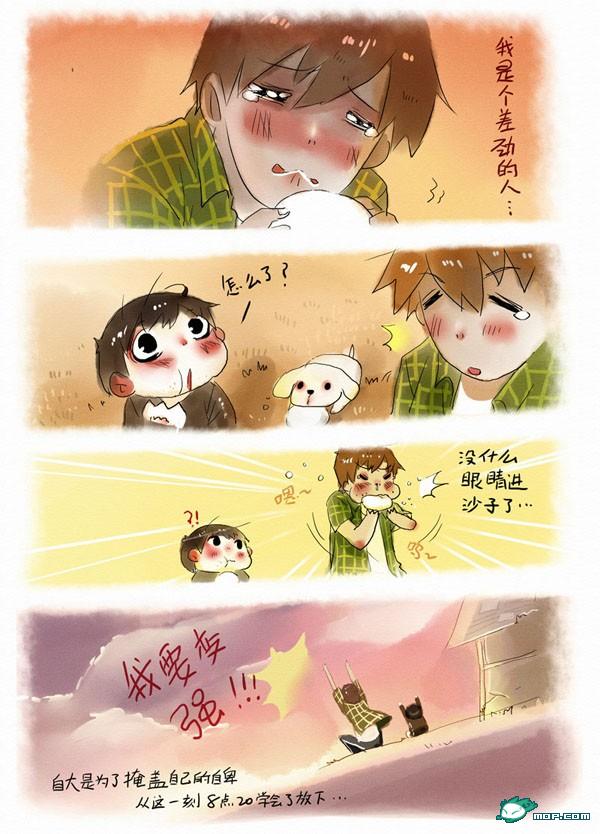 我是个差劲的人...
怎么了?
没什么
眼睛进
沙子了...
嗯~
?!
我要变
强!!!
自大是为了掩盖自己的自卑
从这一刻8点20学会了放下...
MOP.COM